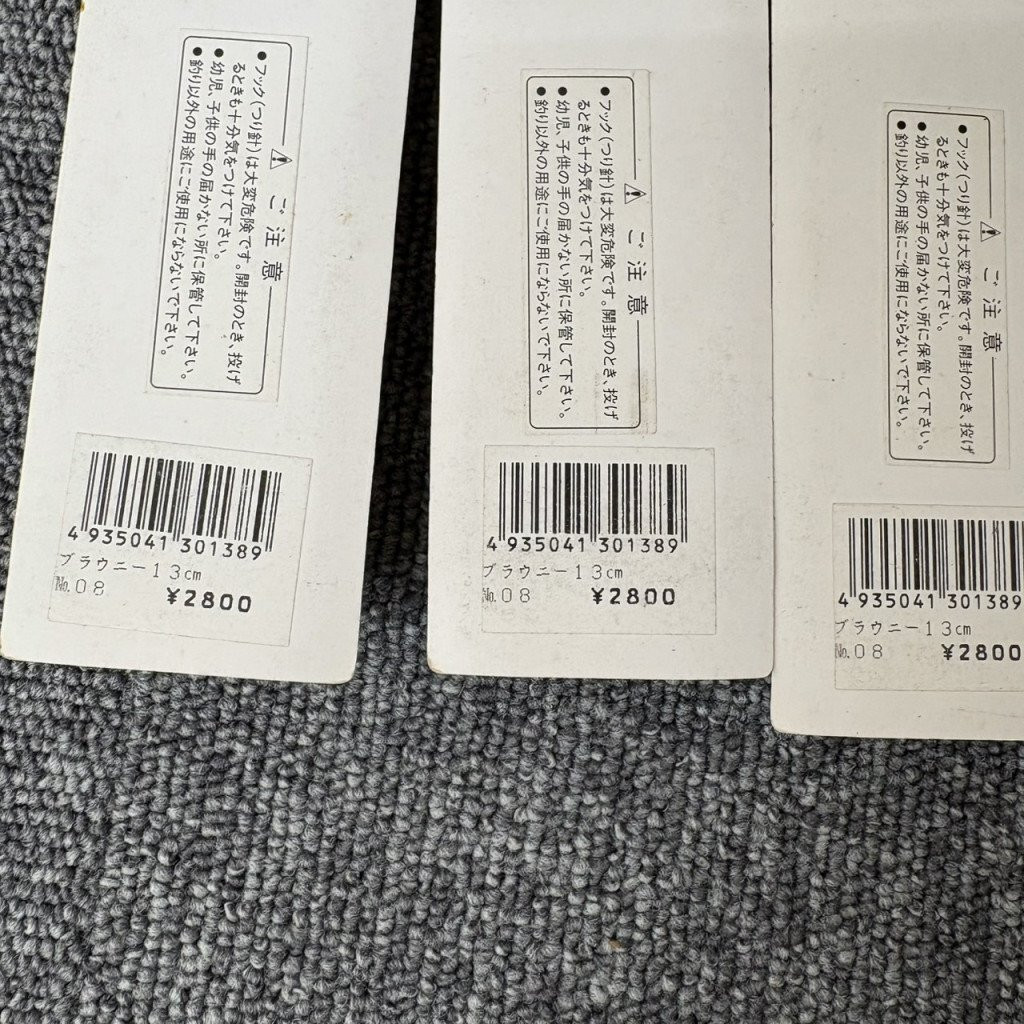 ⚠ ご注意
●フック(つり針)は大変危険です。開封のとき、投げ
るときも十分気をつけて下さい。
●幼児、子供の手の届かない所に保管して下さい。
●釣り以外の用途にご使用にならないで下さい。
4 935041 301389
ブラウニー13cm
No.08 ¥2800
⚠ ご注意
●フック(つり針)は大変危険です。開封のとき、投げ
るときも十分気をつけて下さい。
●幼児、子供の手の届かない所に保管して下さい。
●釣り以外の用途にご使用にならないで下さい。
4 935041 301389
ブラウニー13cm
No.08 ¥2800
⚠ ご注意
●フック(つり針)は大変危険です。開封のとき、投げ
るときも十分気をつけて下さい。
●幼児、子供の手の届かない所に保管して下さい。
●釣り以外の用途にご使用にならないで下さい。
4 935041 301389
ブラウニー13cm
No.08 ¥2800